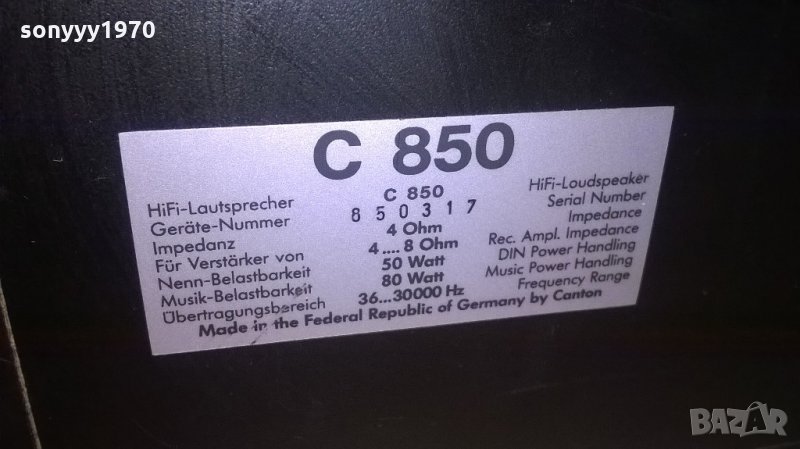 sonyyy1970
C 850
HiFi-Lautsprecher C 850 HiFi-Loudspeaker
Geräte-Nummer 850317 Serial Number
Impedanz 4 Ohm Impedance
Für Verstärker von 4....8 Ohm Rec. Ampl. Impedance
Nenn-Belastbarkeit 50 Watt DIN Power Handling
Musik-Belastbarkeit 80 Watt Music Power Handling
Übertragungsbereich 36...30000 Hz Frequency Range
Made in the Federal Republic of Germany by Canton
BAZAR